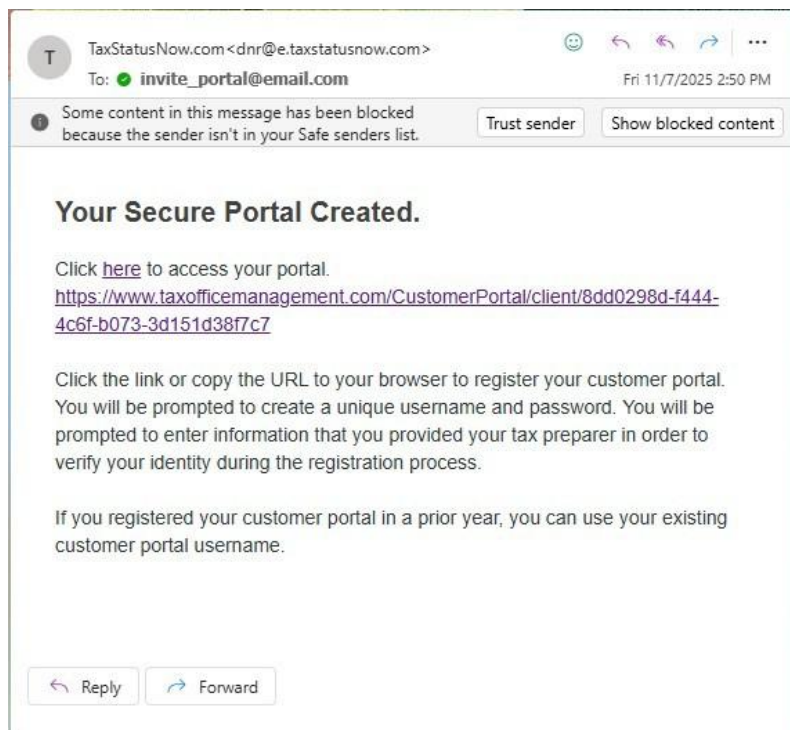 T
TaxStatusNow.com<dnr@e.taxstatusnow.com>
To: invite_portal@email.com
Fri 11/7/2025 2:50 PM
Some content in this message has been blocked
because the sender isn't in your Safe senders list.
Trust sender
Show blocked content
Your Secure Portal Created.
Click here to access your portal.
https://www.taxofficemanagement.com/CustomerPortal/client/8dd0298d-f444-
4c6f-b073-3d151d38f7c7
Click the link or copy the URL to your browser to register your customer portal.
You will be prompted to create a unique username and password. You will be
prompted to enter information that you provided your tax preparer in order to
verify your identity during the registration process.
If you registered your customer portal in a prior year, you can use your existing
customer portal username.
Reply
Forward